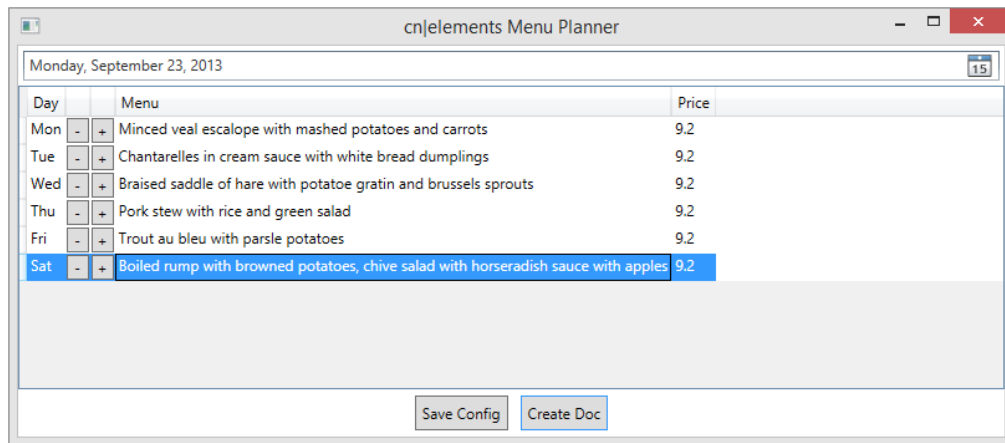 cn|elements Menu Planner
Monday, September 23, 2013 15
Day Menu Price
Mon - + Minced veal escalope with mashed potatoes and carrots 9.2
Tue - + Chantarelles in cream sauce with white bread dumplings 9.2
Wed - + Braised saddle of hare with potatoe gratin and brussels sprouts 9.2
Thu - + Pork stew with rice and green salad 9.2
Fri - + Trout au bleu with parsle potatoes 9.2
Sat - + Boiled rump with browned potatoes, chive salad with horseradish sauce with apples 9.2
Save Config Create Doc